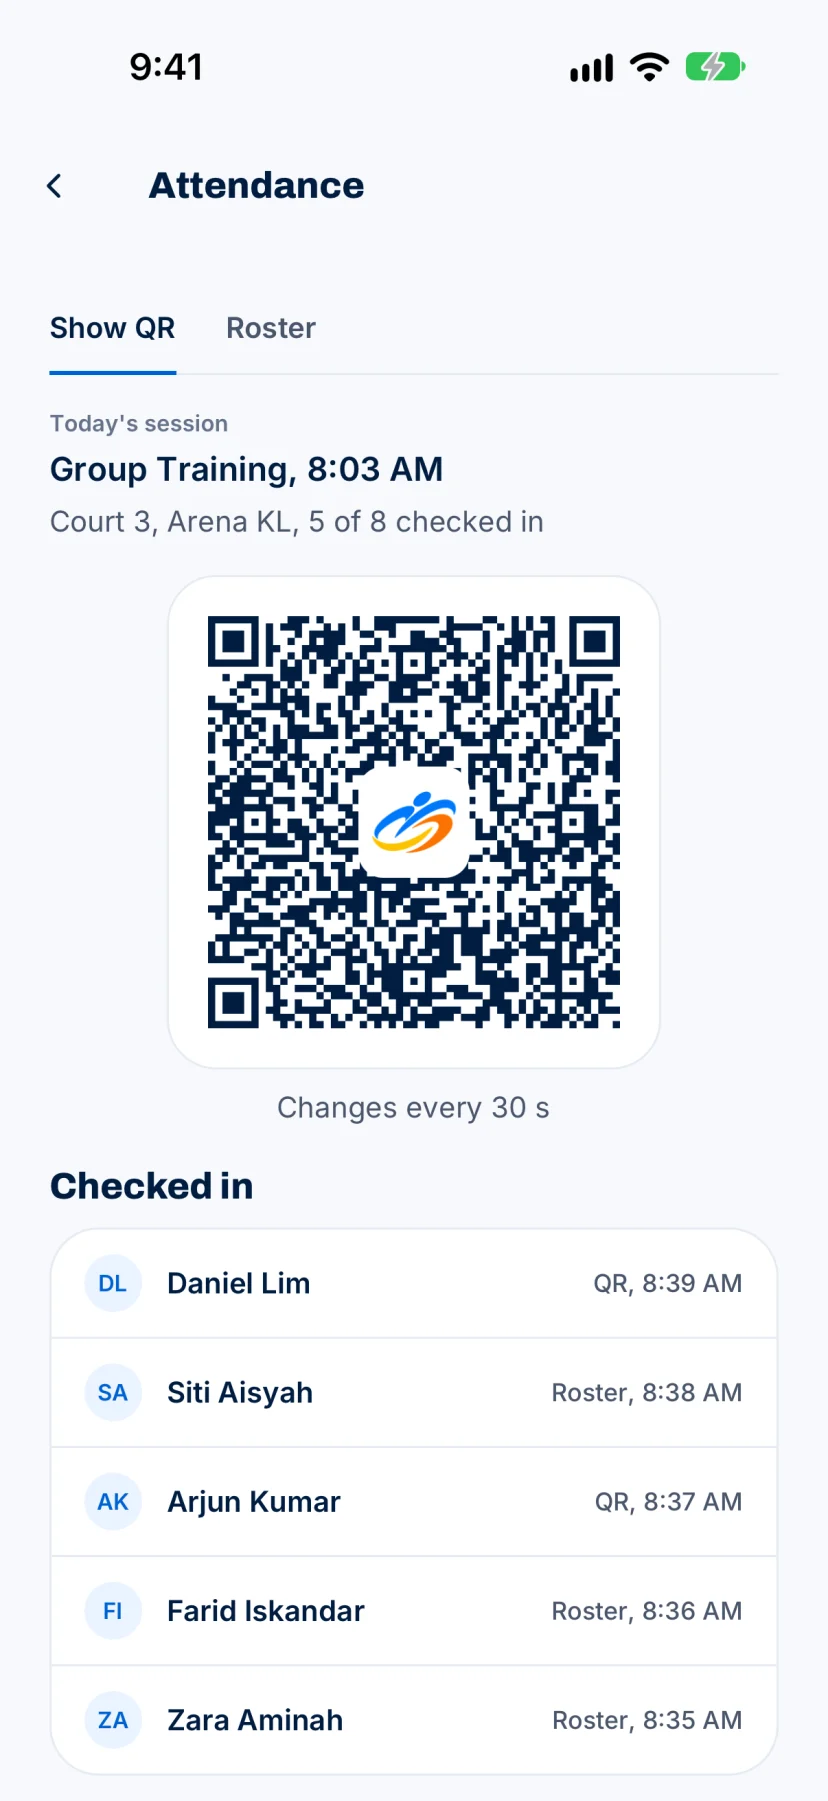 9:41
Attendance
Show QR
Roster
Today's session
Group Training, 8:03 AM
Court 3, Arena KL, 5 of 8 checked in
Changes every 30 s
Checked in
DL Daniel Lim QR, 8:39 AM
SA Siti Aisyah Roster, 8:38 AM
AK Arjun Kumar QR, 8:37 AM
FI Farid Iskandar Roster, 8:36 AM
ZA Zara Aminah Roster, 8:35 AM